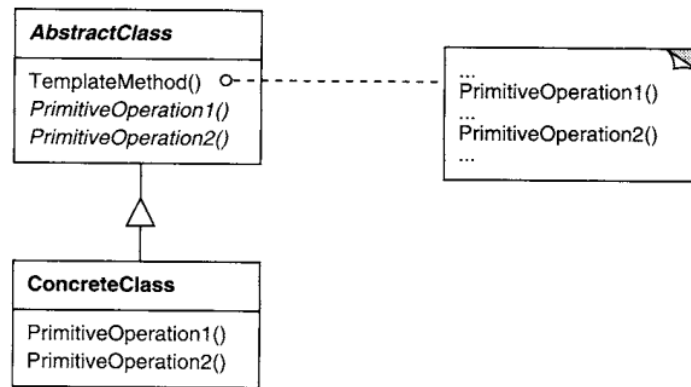 AbstractClass
TemplateMethod()
PrimitiveOperation1()
PrimitiveOperation2()
...
PrimitiveOperation1()
...
PrimitiveOperation2()
...
ConcreteClass
PrimitiveOperation1()
PrimitiveOperation2()